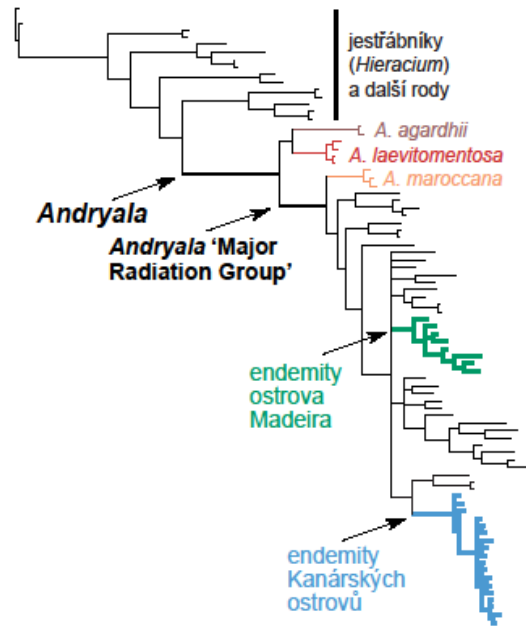 jestřábníky
(Hieracium)
a další rody
A. agardhii
A. laevitomentosa
A. maroccana
Andryala
Andryala ‘Major
Radiation Group’
endemity
ostrova
Madeira
endemity
Kanárských
ostrovů